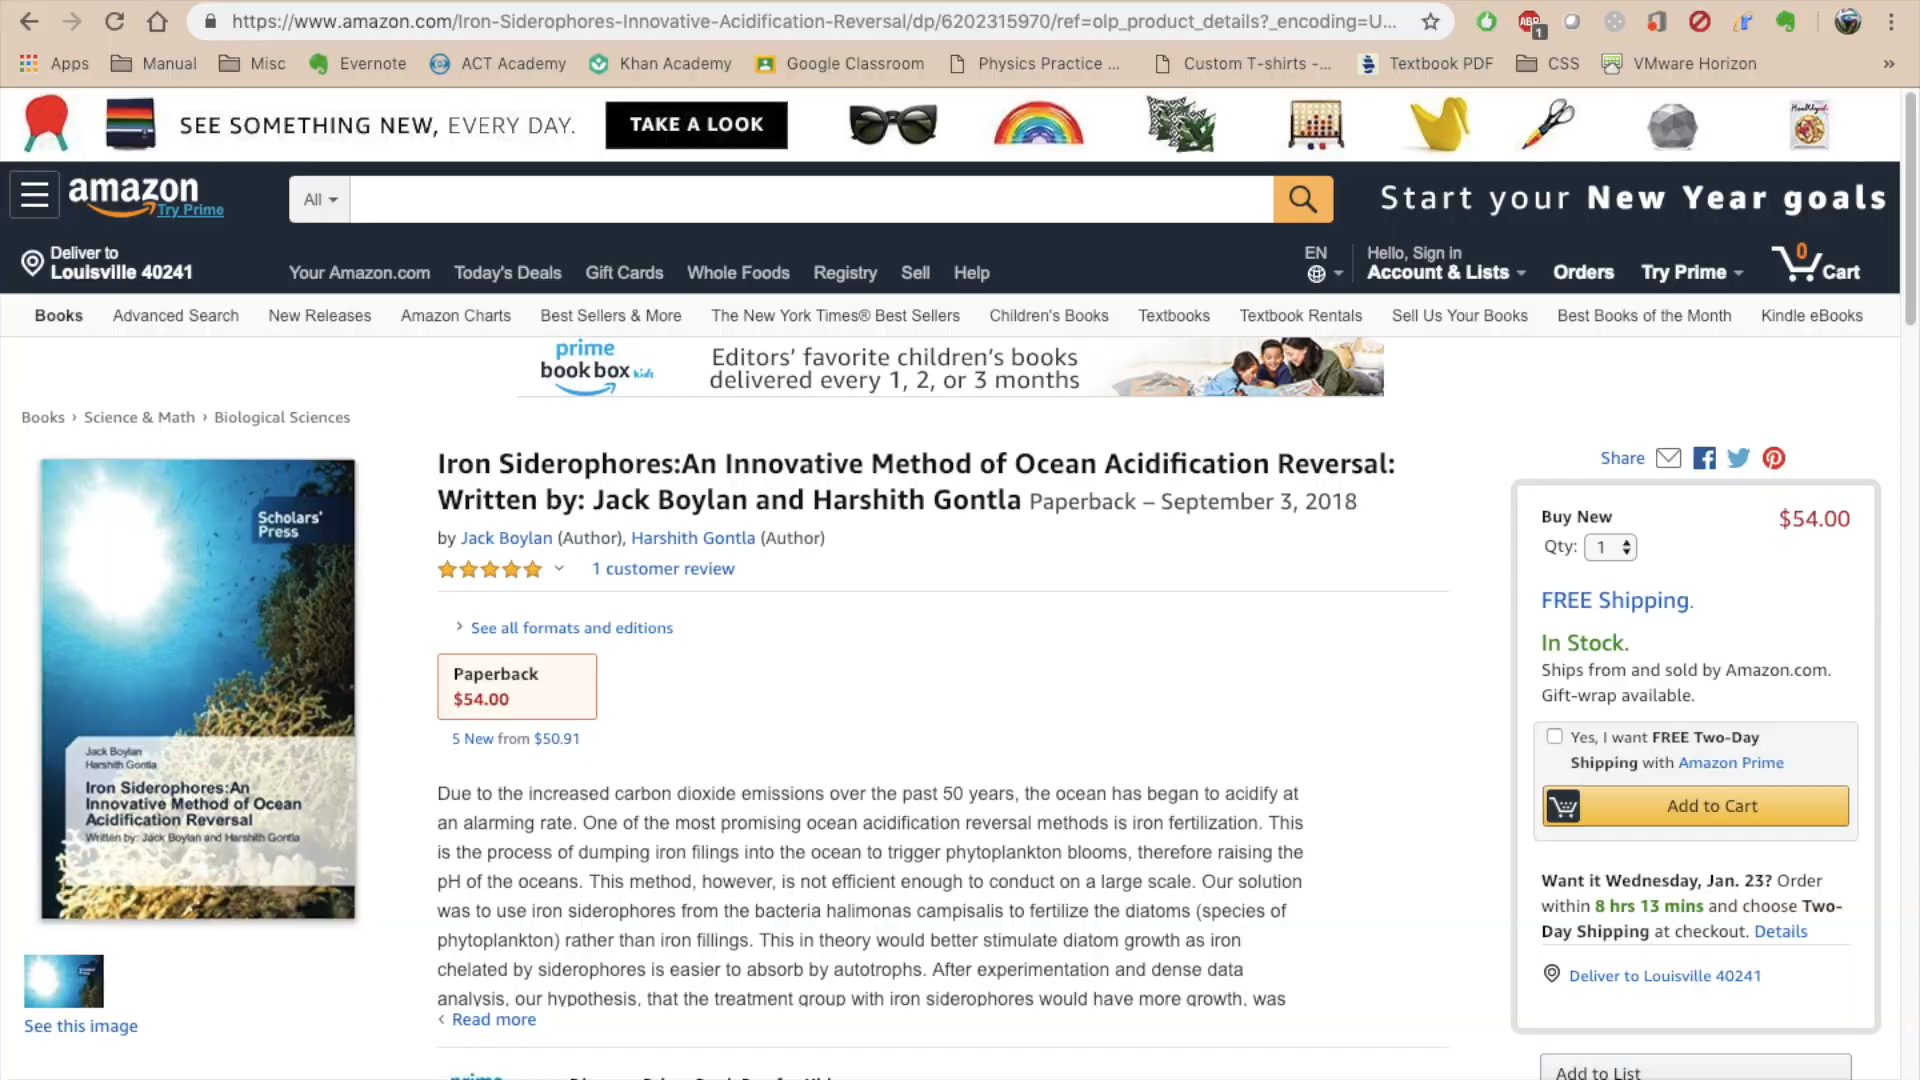 https://www.amazon.com/Iron-Siderophores-Innovative-Acidification-Reversal/dp/6202315970/ref=olp_product_details?_encoding=U...
ABP
1
Apps Manual Misc Evernote ACT Academy Khan Academy Google Classroom Physics Practice ... Custom T-shirts -... Textbook PDF CSS VMware Horizon »
SEE SOMETHING NEW, EVERY DAY. TAKE A LOOK
amazon
Try Prime
All
Start your New Year goals
Deliver to
Louisville 40241
Your Amazon.com Today's Deals Gift Cards Whole Foods Registry Sell Help
EN
Hello, Sign in
Account & Lists
Orders
Try Prime
0
Cart
Books Advanced Search New Releases Amazon Charts Best Sellers & More The New York Times® Best Sellers Children's Books Textbooks Textbook Rentals Sell Us Your Books Best Books of the Month Kindle eBooks
prime
book box kids
Editors' favorite children's books
delivered every 1, 2, or 3 months
Books › Science & Math › Biological Sciences
Scholars'
Press
Jack Boylan
Harshith Gontla
Iron Siderophores:An
Innovative Method of Ocean
Acidification Reversal
Written by: Jack Boylan and Harshith Gontla
See this image
Iron Siderophores:An Innovative Method of Ocean Acidification Reversal:
Written by: Jack Boylan and Harshith Gontla Paperback – September 3, 2018
by Jack Boylan (Author), Harshith Gontla (Author)
1 customer review
› See all formats and editions
Paperback
$54.00
5 New from $50.91
Due to the increased carbon dioxide emissions over the past 50 years, the ocean has began to acidify at
an alarming rate. One of the most promising ocean acidification reversal methods is iron fertilization. This
is the process of dumping iron filings into the ocean to trigger phytoplankton blooms, therefore raising the
pH of the oceans. This method, however, is not efficient enough to conduct on a large scale. Our solution
was to use iron siderophores from the bacteria halimonas campisalis to fertilize the diatoms (species of
phytoplankton) rather than iron fillings. This in theory would better stimulate diatom growth as iron
chelated by siderophores is easier to absorb by autotrophs. After experimentation and dense data
analysis, our hypothesis, that the treatment group with iron siderophores would have more growth, was
‹ Read more
prime
Share
Buy New $54.00
Qty: 1
FREE Shipping.
In Stock.
Ships from and sold by Amazon.com.
Gift-wrap available.
Yes, I want FREE Two-Day
Shipping with Amazon Prime
Add to Cart
Want it Wednesday, Jan. 23? Order
within 8 hrs 13 mins and choose Two-
Day Shipping at checkout. Details
Deliver to Louisville 40241
Add to List